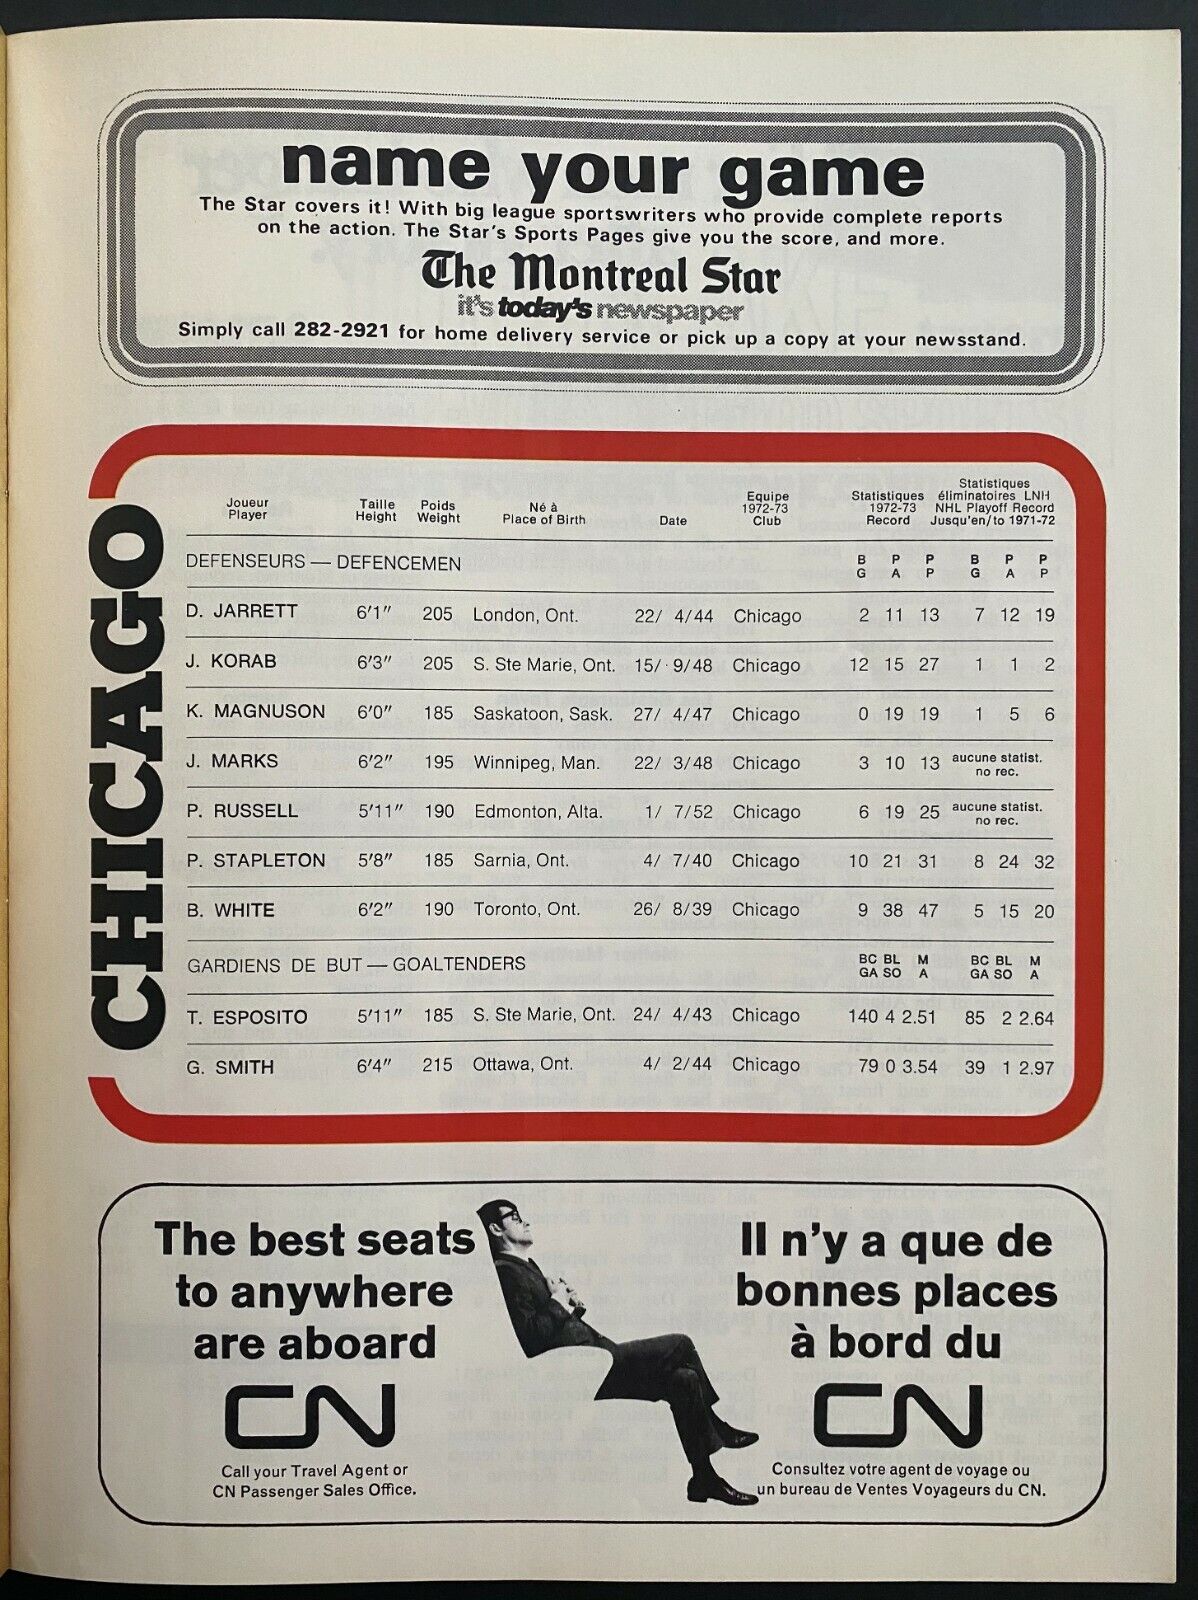 name your game
The Star covers it! With big league sportswriters who provide complete reports
on the action. The Star's Sports Pages give you the score, and more.
The Montreal Star
it's today's newspaper
Simply call 282-2921 for home delivery service or pick up a copy at your newsstand.
CHICAGO
Joueur Player Taille Height Poids Weight Né à Place of Birth Date Equipe 1972-73 Club Statistiques 1972-73 Record Statistiques éliminatoires LNH NHL Playoff Record Jusqu'en/to 1971-72
DEFENSEURS — DEFENCEMEN B P P B P P
G A P G A P
D. JARRETT 6'1" 205 London, Ont. 22/ 4/44 Chicago 2 11 13 7 12 19
J. KORAB 6'3" 205 S. Ste Marie, Ont. 15/ 9/48 Chicago 12 15 27 1 1 2
K. MAGNUSON 6'0" 185 Saskatoon, Sask. 27/ 4/47 Chicago 0 19 19 1 5 6
J. MARKS 6'2" 195 Winnipeg, Man. 22/ 3/48 Chicago 3 10 13 aucune statist.
no rec.
P. RUSSELL 5'11" 190 Edmonton, Alta. 1/ 7/52 Chicago 6 19 25 aucune statist.
no rec.
P. STAPLETON 5'8" 185 Sarnia, Ont. 4/ 7/40 Chicago 10 21 31 8 24 32
B. WHITE 6'2" 190 Toronto, Ont. 26/ 8/39 Chicago 9 38 47 5 15 20
GARDIENS DE BUT — GOALTENDERS BC BL M BC BL M
GA SO A GA SO A
T. ESPOSITO 5'11" 185 S. Ste Marie, Ont. 24/ 4/43 Chicago 140 4 2.51 85 2 2.64
G. SMITH 6'4" 215 Ottawa, Ont. 4/ 2/44 Chicago 79 0 3.54 39 1 2.97
The best seats
to anywhere
are aboard
CN
Call your Travel Agent or
CN Passenger Sales Office.
Il n'y a que de
bonnes places
à bord du
CN
Consultez votre agent de voyage ou
un bureau de Ventes Voyageurs du CN.